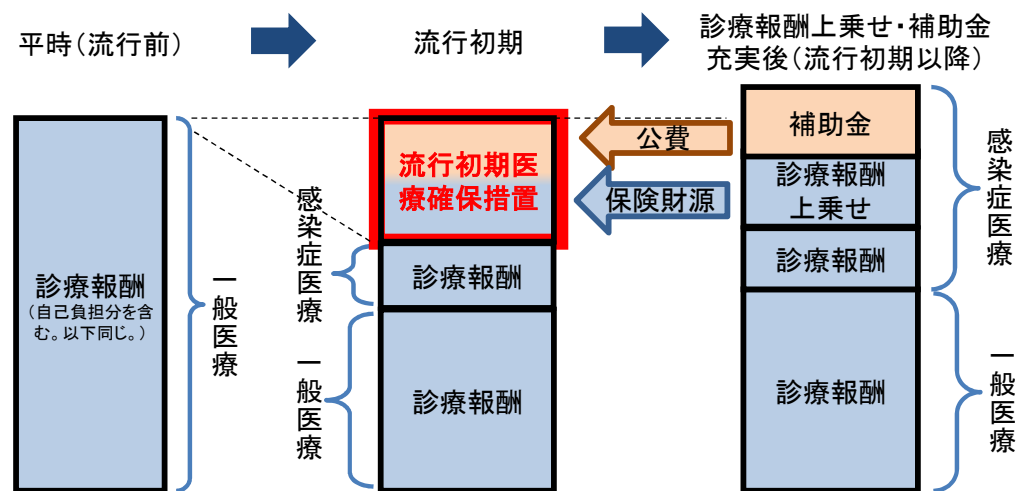 平時(流行前)
流行初期
診療報酬上乗せ・補助金
充実後(流行初期以降)
診療報酬
(自己負担分を含
む。以下同じ。)
一般医療
流行初期医
療確保措置
診療報酬
診療報酬
感染症医療
一般医療
公費
保険財源
補助金
診療報酬
上乗せ
診療報酬
診療報酬
感染症医療
一般医療